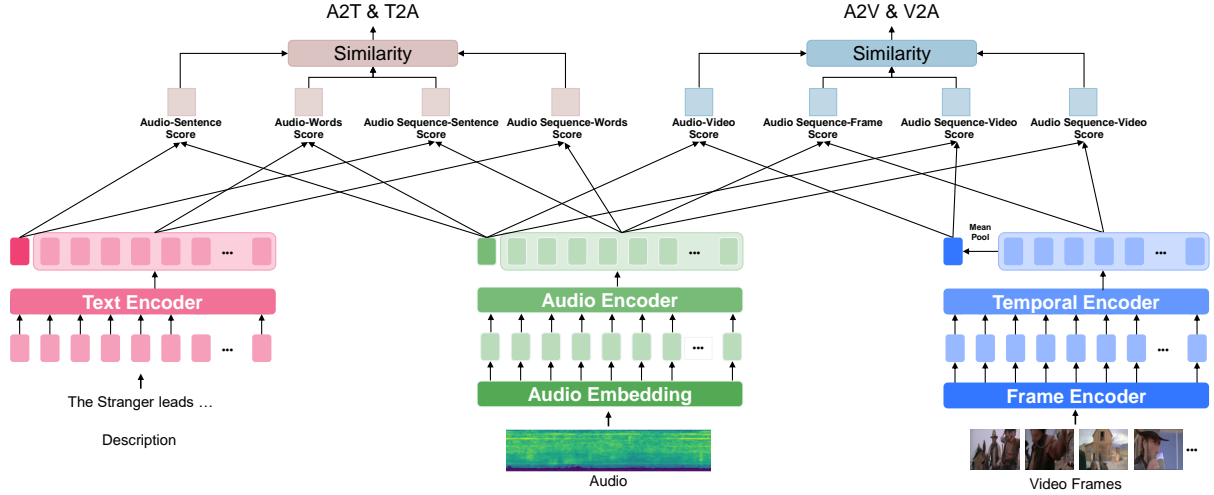 A2T & T2A
A2V & V2A
Similarity
Similarity
Audio-Sentence
Score
Audio-Words
Score
Audio Sequence-Sentence
Score
Audio Sequence-Words
Score
Audio-Video
Score
Audio Sequence-Frame
Score
Audio Sequence-Video
Score
Audio Sequence-Video
Score
...
...
Mean
Pool
...
Text Encoder
Audio Encoder
Temporal Encoder
...
...
...
Audio Embedding
Frame Encoder
The Stranger leads ...
Description
Audio
...
Video Frames